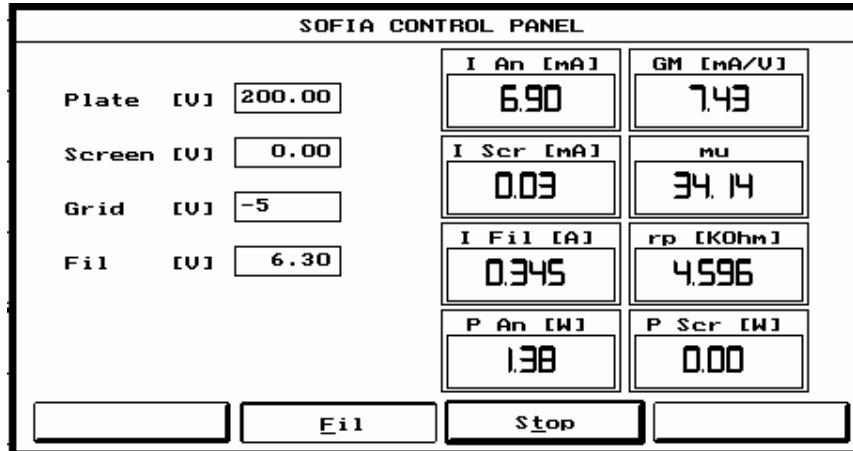 SOFIA CONTROL PANEL
Plate [V] 200.00
Screen [V] 0.00
Grid [V] -5
Fil [V] 6.30
I An [mA] GM [mA/V]
6.90 7.43
I Scr [mA] mu
0.03 34.14
I Fil [A] rp [KOhm]
0.345 4.596
P An [W] P Scr [W]
1.38 0.00
Fil Stop